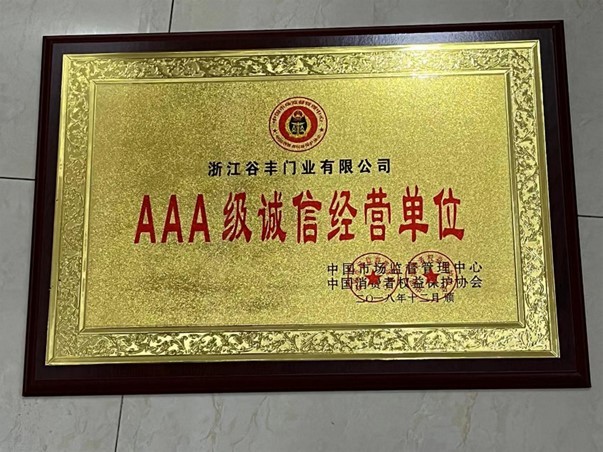 浙江谷丰门业有限公司
AAA级诚信经营单位
中国市场监督管理中心
中国消费者权益保护协会
二〇一八年十二月颁